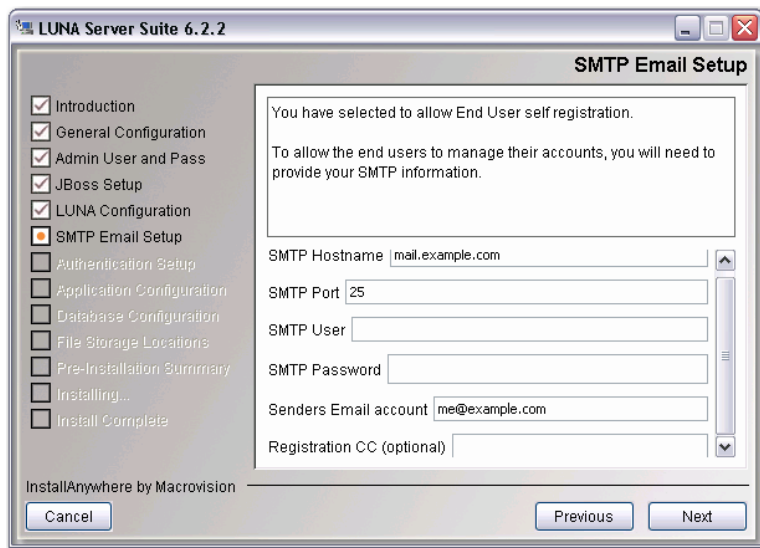 LUNA Server Suite 6.2.2
SMTP Email Setup
Introduction
General Configuration
Admin User and Pass
JBoss Setup
LUNA Configuration
SMTP Email Setup
Authentication Setup
Application Configuration
Database Configuration
File Storage Locations
Pre-Installation Summary
Installing...
Install Complete
You have selected to allow End User self registration.
To allow the end users to manage their accounts, you will need to
provide your SMTP information.
SMTP Hostname mail.example.com
SMTP Port 25
SMTP User
SMTP Password
Senders Email account me@example.com
Registration CC (optional)
InstallAnywhere by Macrovision
Cancel
Previous
Next